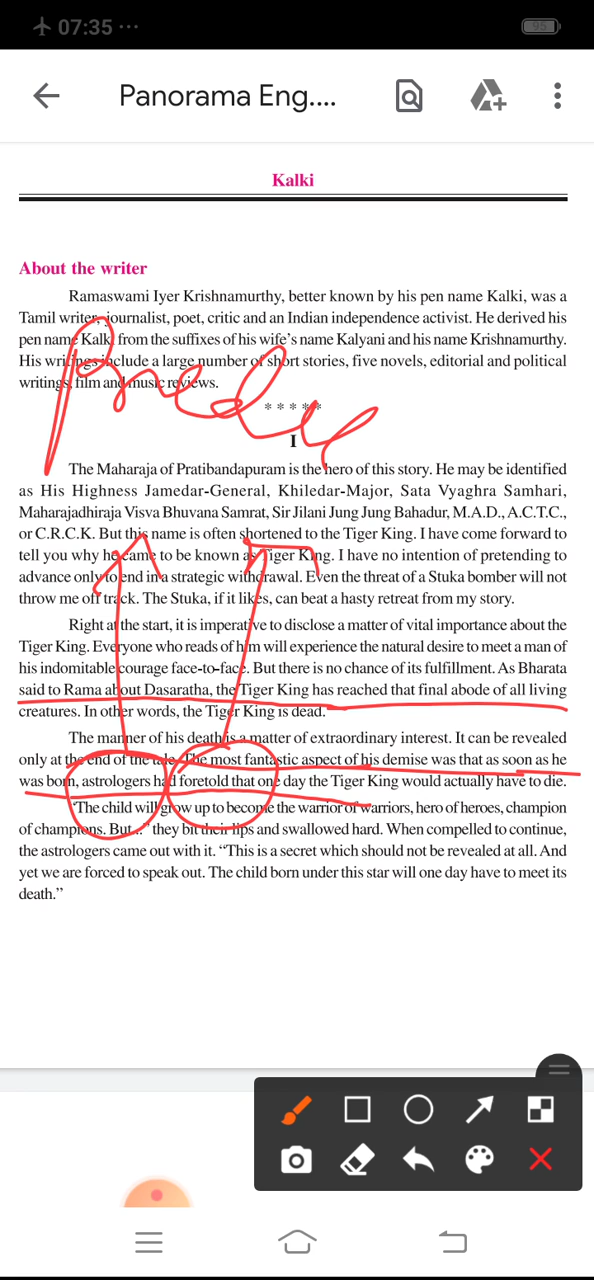 07:35 ...
95
Panorama Eng....
Kalki
About the writer
Ramaswami Iyer Krishnamurthy, better known by his pen name Kalki, was a
Tamil writer, journalist, poet, critic and an Indian independence activist. He derived his
pen name Kalki from the suffixes of his wife's name Kalyani and his name Krishnamurthy.
His writings include a large number of short stories, five novels, editorial and political
writings, film and music reviews.
* * * * *
I
The Maharaja of Pratibandapuram is the hero of this story. He may be identified
as His Highness Jamedar-General, Khiledar-Major, Sata Vyaghra Samhari,
Maharajadhiraja Visva Bhuvana Samrat, Sir Jilani Jung Jung Bahadur, M.A.D., A.C.T.C.,
or C.R.C.K. But this name is often shortened to the Tiger King. I have come forward to
tell you why he came to be known as Tiger King. I have no intention of pretending to
advance only to end in a strategic withdrawal. Even the threat of a Stuka bomber will not
throw me off track. The Stuka, if it likes, can beat a hasty retreat from my story.
Right at the start, it is imperative to disclose a matter of vital importance about the
Tiger King. Everyone who reads of him will experience the natural desire to meet a man of
his indomitable courage face-to-face. But there is no chance of its fulfillment. As Bharata
said to Rama about Dasaratha, the Tiger King has reached that final abode of all living
creatures. In other words, the Tiger King is dead.
The manner of his death is a matter of extraordinary interest. It can be revealed
only at the end of the tale. The most fantastic aspect of his demise was that as soon as he
was born, astrologers had foretold that one day the Tiger King would actually have to die.
"The child will grow up to become the warrior of warriors, hero of heroes, champion
of champions. But..." they bit their lips and swallowed hard. When compelled to continue,
the astrologers came out with it. "This is a secret which should not be revealed at all. And
yet we are forced to speak out. The child born under this star will one day have to meet its
death."